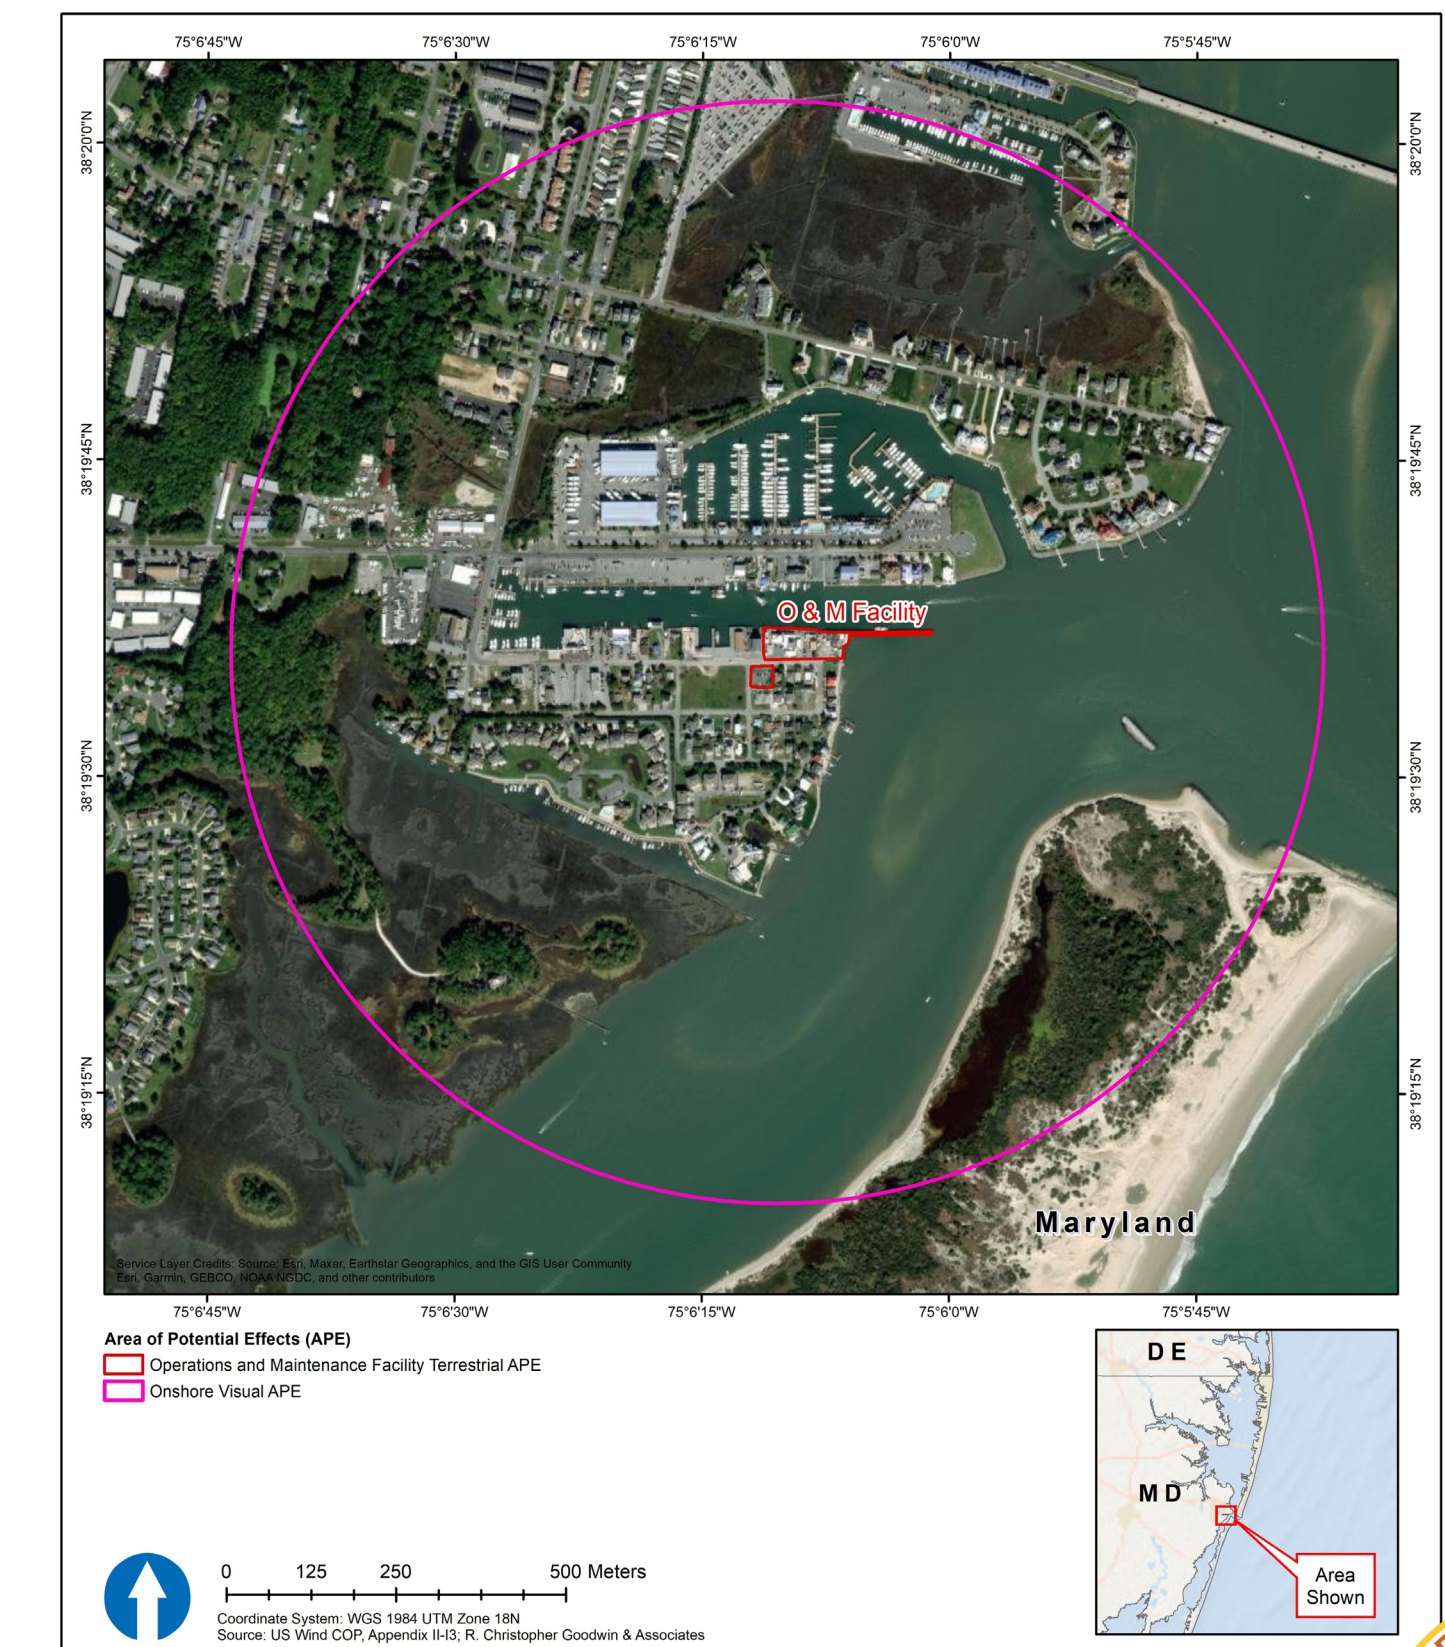 75°6'45"W 75°6'30"W 75°6'15"W 75°6'0"W 75°5'45"W
38°20'0"N 38°20'0"N
38°19'45"N 38°19'45"N
O & M Facility
38°19'30"N 38°19'30"N
38°19'15"N 38°19'15"N
Maryland
Service Layer Credits: Source: Esri, Maxar, Earthstar Geographics, and the GIS User Community
Esri, Garmin, GEBCO, NOAA NGDC, and other contributors
75°6'45"W 75°6'30"W 75°6'15"W 75°6'0"W 75°5'45"W
Area of Potential Effects (APE)
Operations and Maintenance Facility Terrestrial APE
Onshore Visual APE
DE
MD
Area
Shown
0 125 250 500 Meters
Coordinate System: WGS 1984 UTM Zone 18N
Source: US Wind COP, Appendix II-I3; R. Christopher Goodwin & Associates